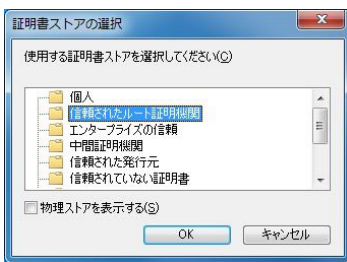 証明書ストアの選択
使用する証明書ストアを選択してください(C)
個人
信頼されたルート証明機関
エンタープライズの信頼
中間証明機関
信頼された発行元
信頼されていない証明書
物理ストアを表示する(S)
OK
キャンセル